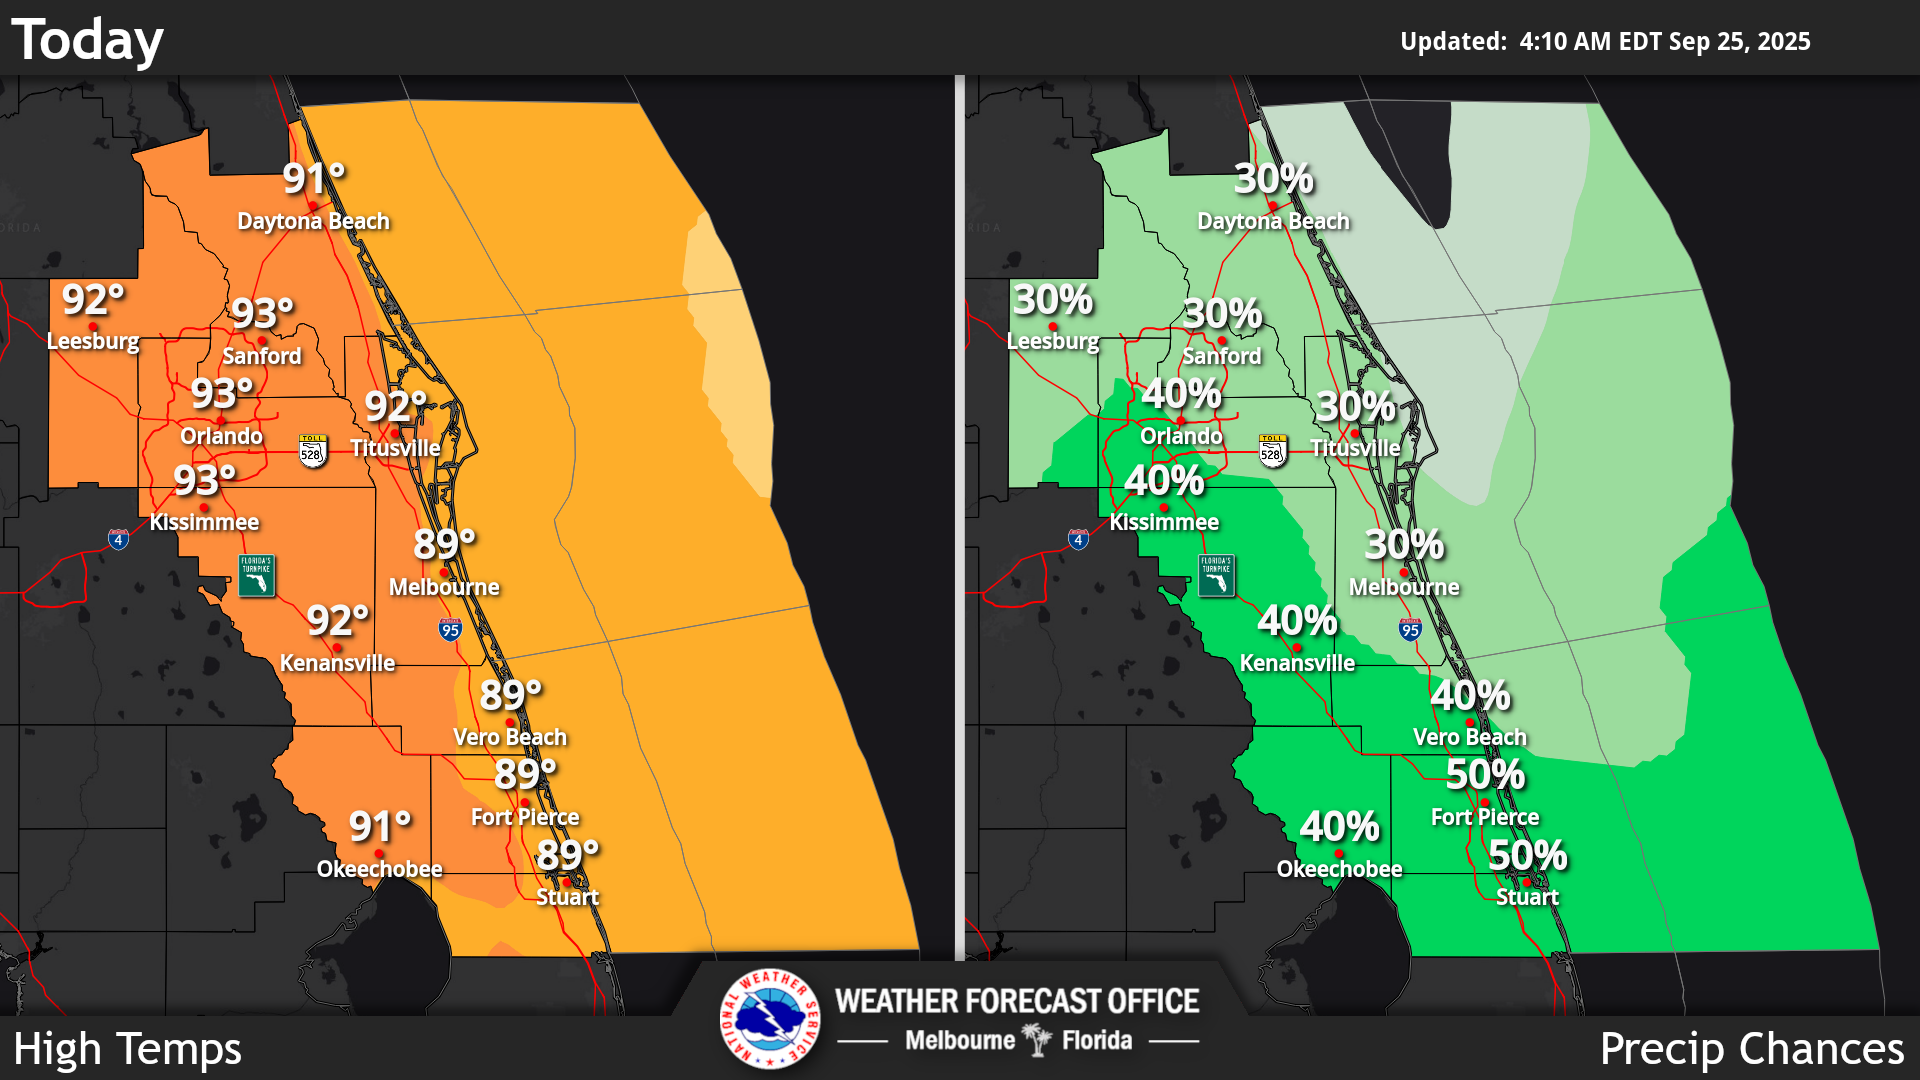 Today
Updated: 4:10 AM EDT Sep 25, 2025
91°
Daytona Beach
92°
Leesburg
93°
Sanford
93°
Orlando
92°
Titusville
TOLL
528
93°
Kissimmee
4
FLORIDA'S
TURNPIKE
89°
Melbourne
92°
Kenansville
95
89°
Vero Beach
89°
Fort Pierce
91°
Okeechobee
89°
Stuart
30%
Daytona Beach
30%
Leesburg
30%
Sanford
40%
Orlando
30%
Titusville
TOLL
528
40%
Kissimmee
4
FLORIDA'S
TURNPIKE
30%
Melbourne
40%
Kenansville
95
40%
Vero Beach
50%
Fort Pierce
40%
Okeechobee
50%
Stuart
NATIONAL WEATHER SERVICE
WEATHER FORECAST OFFICE
Melbourne Florida
High Temps
Precip Chances